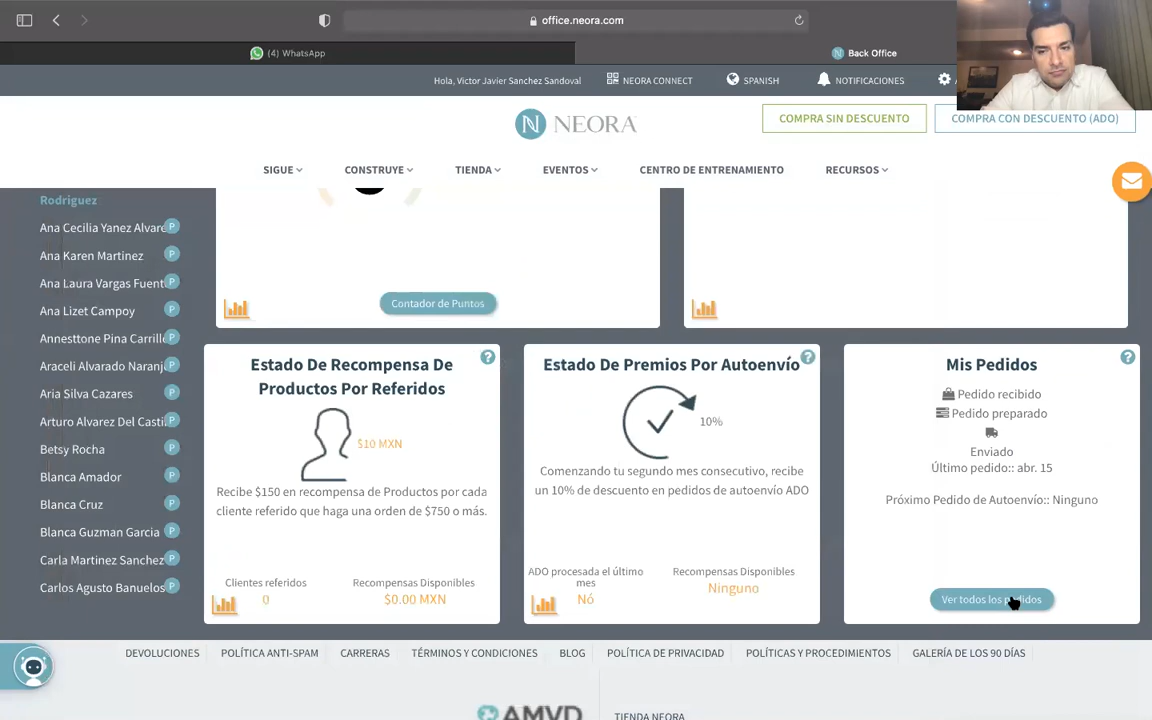 office.neora.com
(4) WhatsApp
Back Office
Hola, Victor Javier Sanchez Sandoval
NEORA CONNECT
SPANISH
NOTIFICACIONES
NEORA
COMPRA SIN DESCUENTO
COMPRA CON DESCUENTO (ADO)
SIGUE
CONSTRUYE
TIENDA
EVENTOS
CENTRO DE ENTRENAMIENTO
RECURSOS
Rodriguez
Ana Cecilia Yanez Alvare P
Ana Karen Martinez P
Ana Laura Vargas Fuent P
Ana Lizet Campoy P
Annesttone Pina Carrill P
Araceli Alvarado Naranj P
Aria Silva Cazares P
Arturo Alvarez Del Casti P
Betsy Rocha P
Blanca Amador P
Blanca Cruz P
Blanca Guzman Garcia P
Carla Martinez Sanchez P
Carlos Agusto Banuelos P
Contador de Puntos
Estado De Recompensa De
Productos Por Referidos
?
$10 MXN
Recibe $150 en recompensa de Productos por cada
cliente referido que haga una orden de $750 o más.
Clientes referidos
0
Recompensas Disponibles
$0.00 MXN
Estado De Premios Por Autoenvío
?
10%
Comenzando tu segundo mes consecutivo, recibe
un 10% de descuento en pedidos de autoenvío ADO
ADO procesada el último
mes
Nó
Recompensas Disponibles
Ninguno
Mis Pedidos
?
Pedido recibido
Pedido preparado
Enviado
Último pedido:: abr. 15
Próximo Pedido de Autoenvío:: Ninguno
Ver todos los pedidos
DEVOLUCIONES
POLÍTICA ANTI-SPAM
CARRERAS
TÉRMINOS Y CONDICIONES
BLOG
POLÍTICA DE PRIVACIDAD
POLÍTICAS Y PROCEDIMIENTOS
GALERÍA DE LOS 90 DÍAS
AMVD
TIENDA NEORA